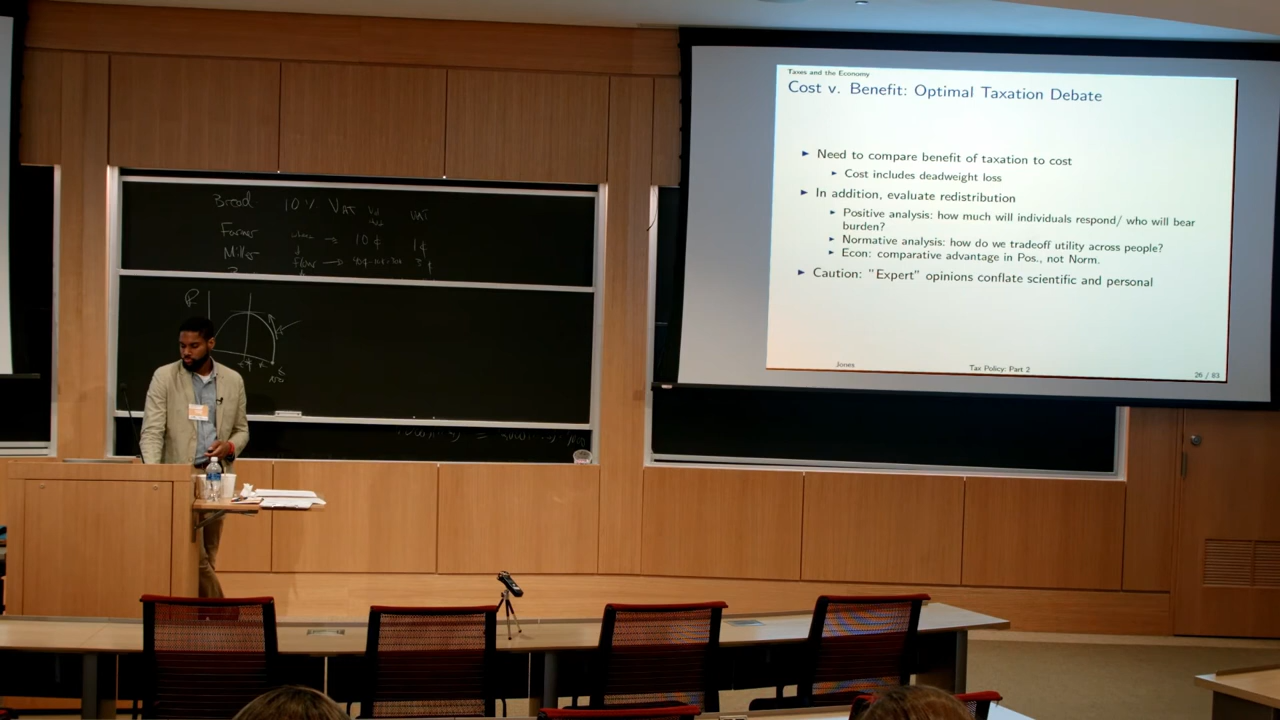 Bread 10% VAT
VAT
Farmer
10¢ 1¢
Miller
flour 3¢
R
Taxes and the Economy
Cost v. Benefit: Optimal Taxation Debate
► Need to compare benefit of taxation to cost
► Cost includes deadweight loss
► In addition, evaluate redistribution
► Positive analysis: how much will individuals respond/ who will bear
burden?
► Normative analysis: how do we tradeoff utility across people?
► Econ: comparative advantage in Pos., not Norm.
► Caution: "Expert" opinions conflate scientific and personal
Jones Tax Policy: Part 2 26 / 83